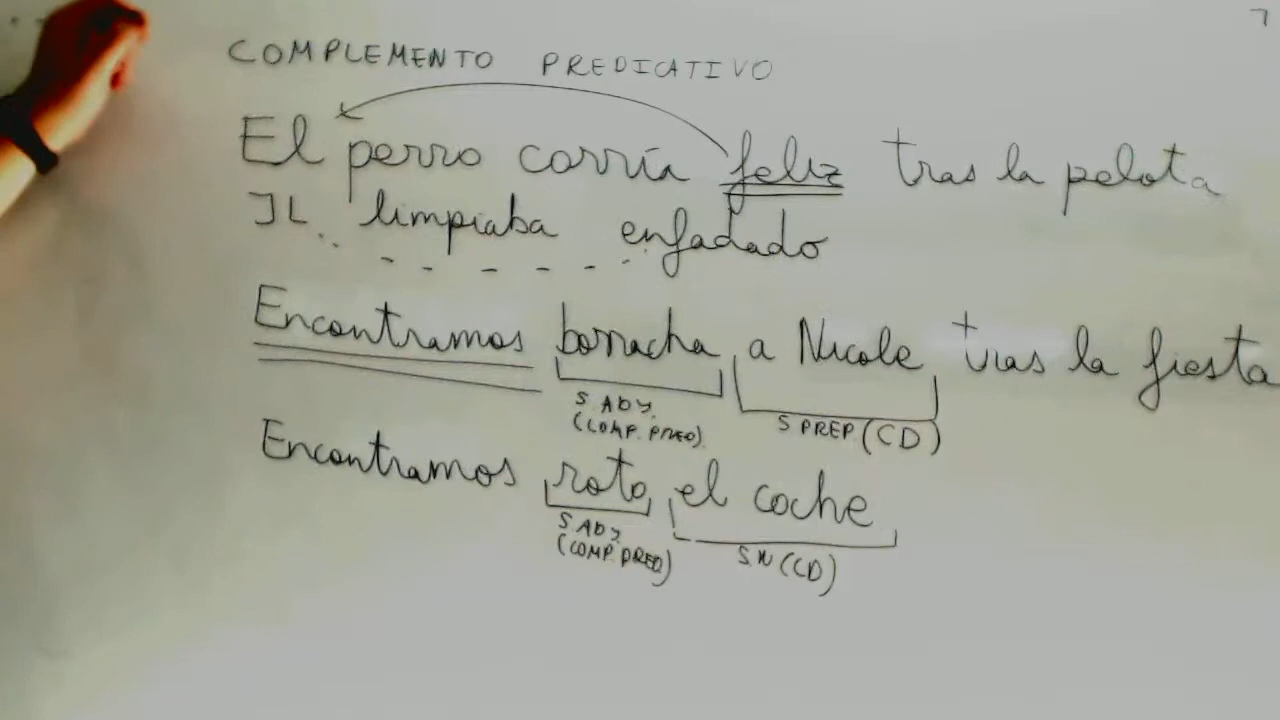 COMPLEMENTO PREDICATIVO
El perro corría feliz tras la pelota
limpiaba enfadado
Encontramos borracha a Nicole tras la fiesta
S ADJ. S PREP (CD)
(COMP. PRED).
Encontramos roto el coche
S ADJ. SN (CD)
(COMP. PRED)